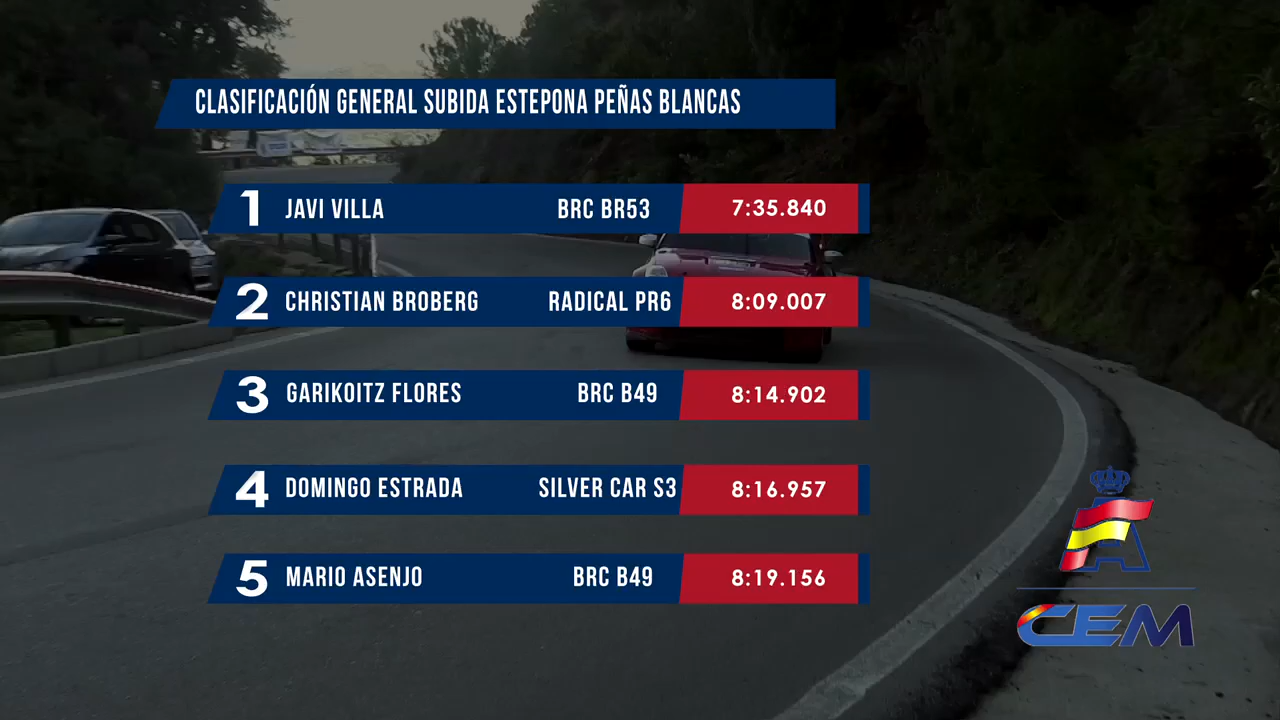 CLASIFICACIÓN GENERAL SUBIDA ESTEPONA PEÑAS BLANCAS
1 JAVI VILLA BRC BR53 7:35.840
2 CHRISTIAN BROBERG RADICAL PR6 8:09.007
3 GARIKOITZ FLORES BRC B49 8:14.902
4 DOMINGO ESTRADA SILVER CAR S3 8:16.957
5 MARIO ASENJO BRC B49 8:19.156
CEM